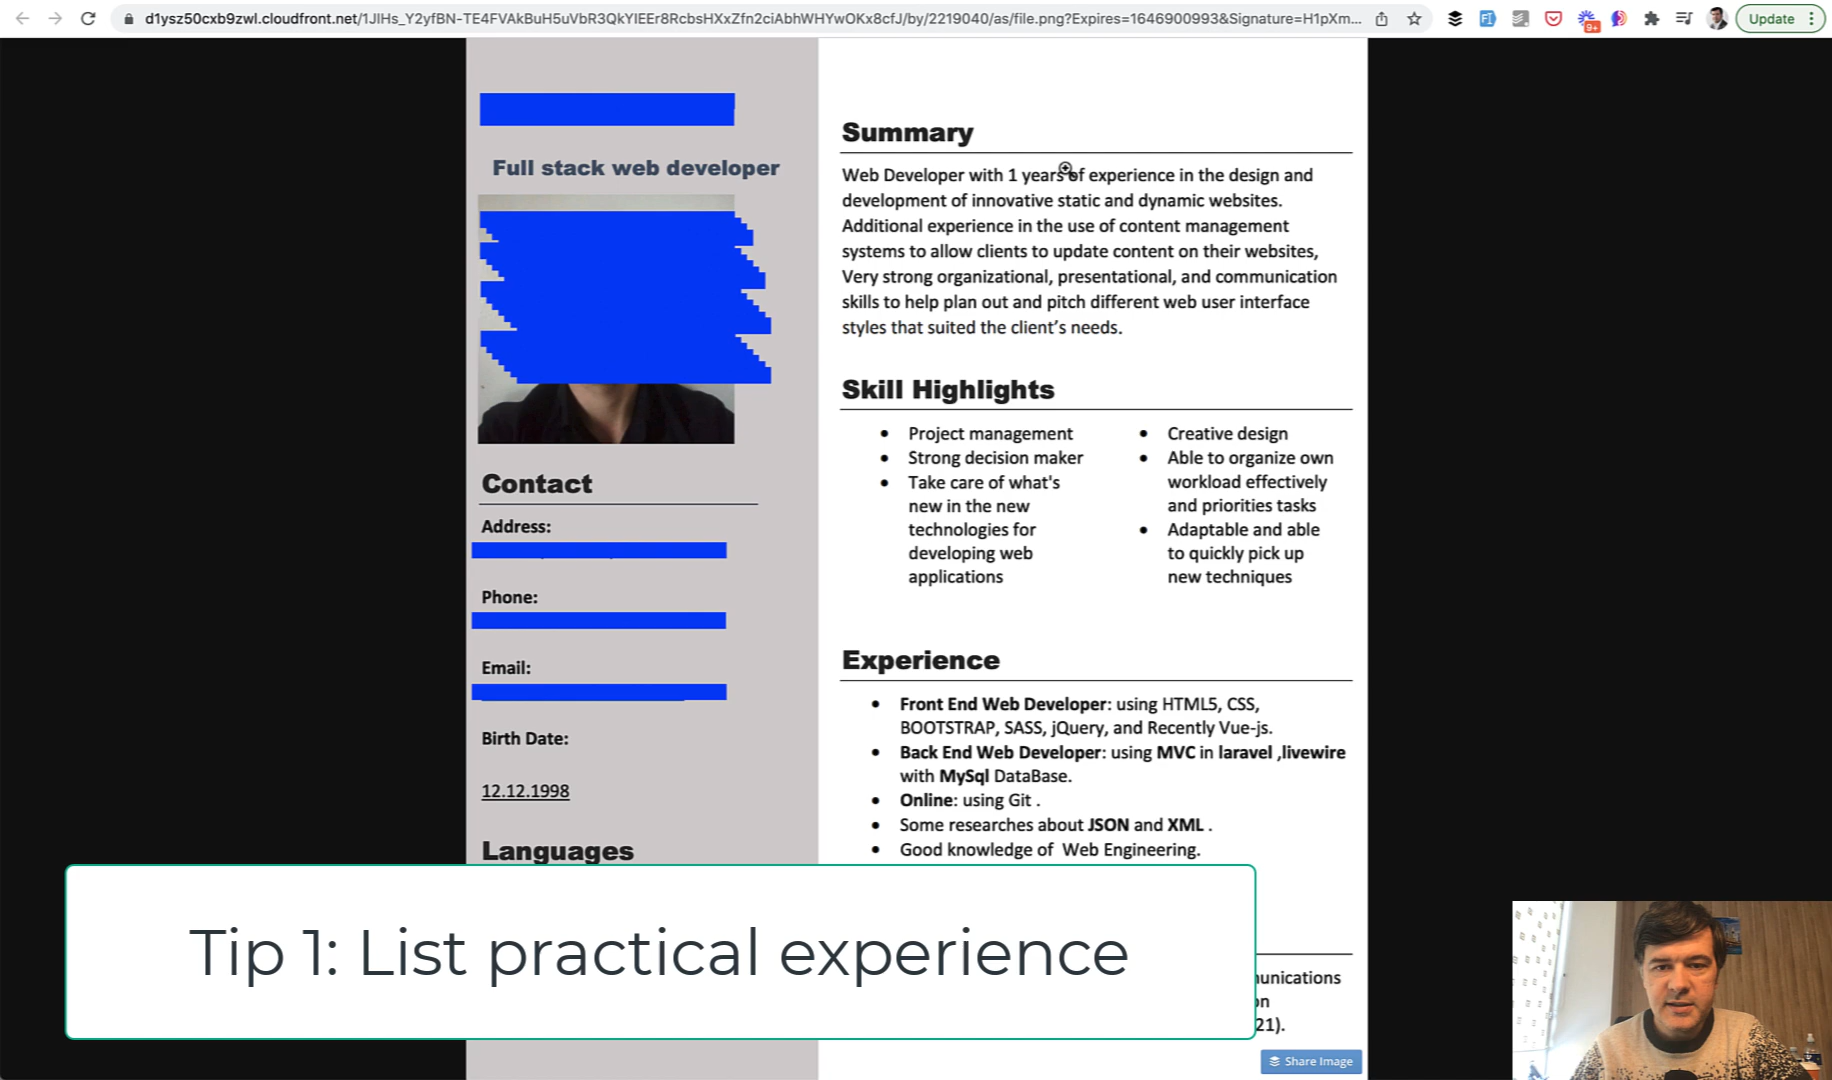 d1ysz50cxb9zwl.cloudfront.net/1JlHs_Y2yfBN-TE4FVAkBuH5uVbR3QkYIEEr8RcbsHXxZfn2ciAbhWHYwOKx8cfJ/by/2219040/as/file.png?Expires=1646900993&Signature=H1pXm...
9+
Update
Full stack web developer
Contact
Address:
Phone:
Email:
Birth Date:
12.12.1998
Languages
Summary
Web Developer with 1 years of experience in the design and
development of innovative static and dynamic websites.
Additional experience in the use of content management
systems to allow clients to update content on their websites,
Very strong organizational, presentational, and communication
skills to help plan out and pitch different web user interface
styles that suited the client’s needs.
Skill Highlights
• Project management
• Strong decision maker
• Take care of what's
new in the new
technologies for
developing web
applications
• Creative design
• Able to organize own
workload effectively
and priorities tasks
• Adaptable and able
to quickly pick up
new techniques
Experience
• Front End Web Developer: using HTML5, CSS,
BOOTSTRAP, SASS, jQuery, and Recently Vue-js.
• Back End Web Developer: using MVC in laravel ,livewire
with MySql DataBase.
• Online: using Git .
• Some researches about JSON and XML .
• Good knowledge of Web Engineering.
Tip 1: List practical experience
21).
Share Image